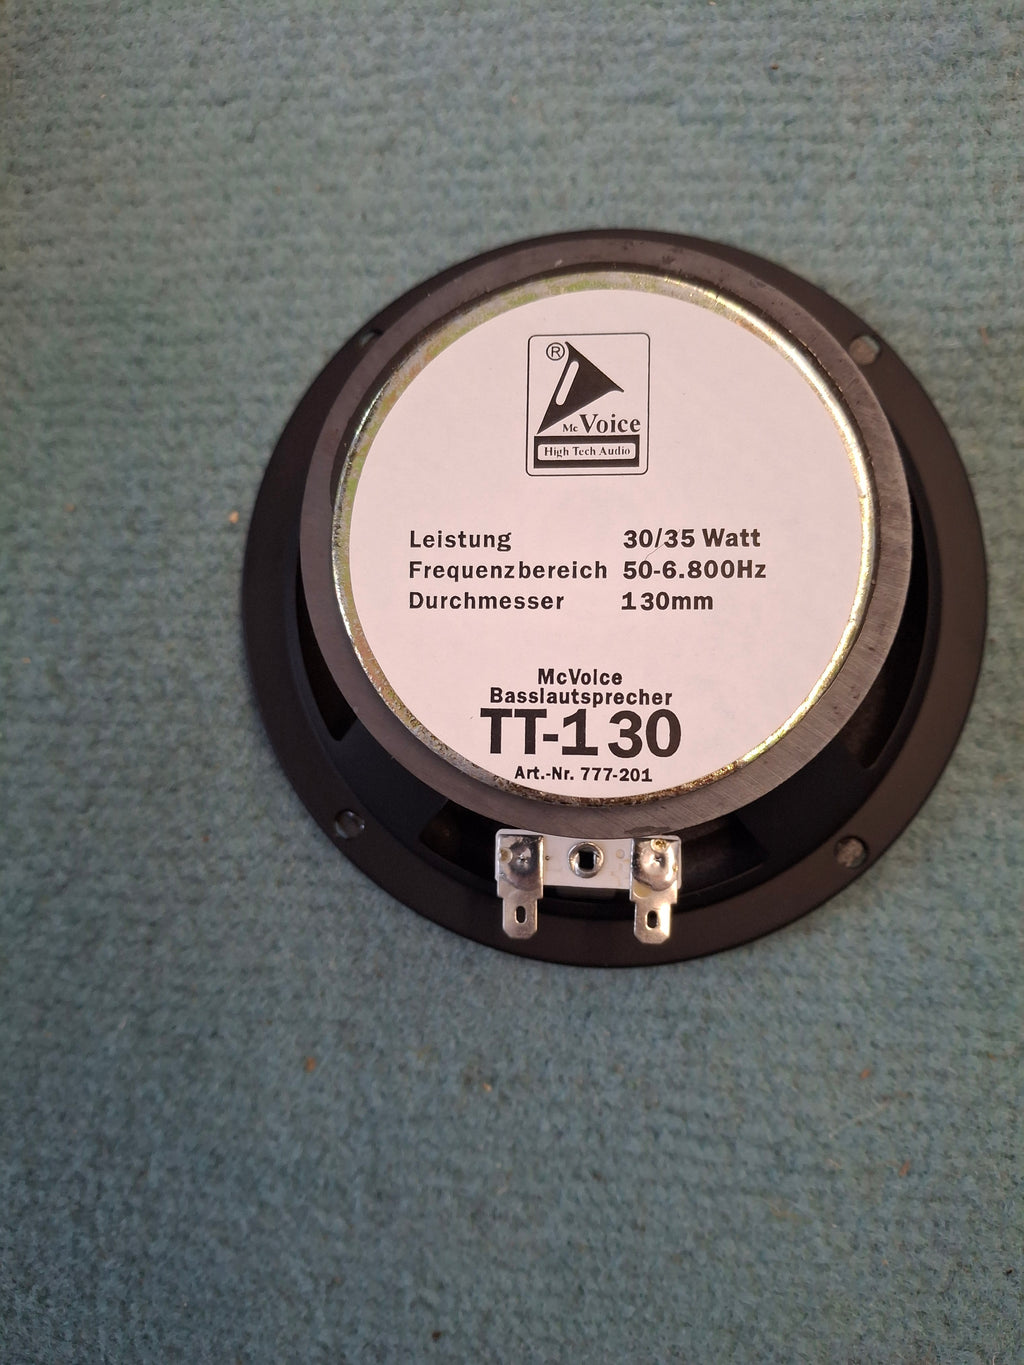 ®
Mc Voice
High Tech Audio
Leistung 30/35 Watt
Frequenzbereich 50-6.800Hz
Durchmesser 130mm
McVoice
Basslautsprecher
TT-130
Art.-Nr. 777-201